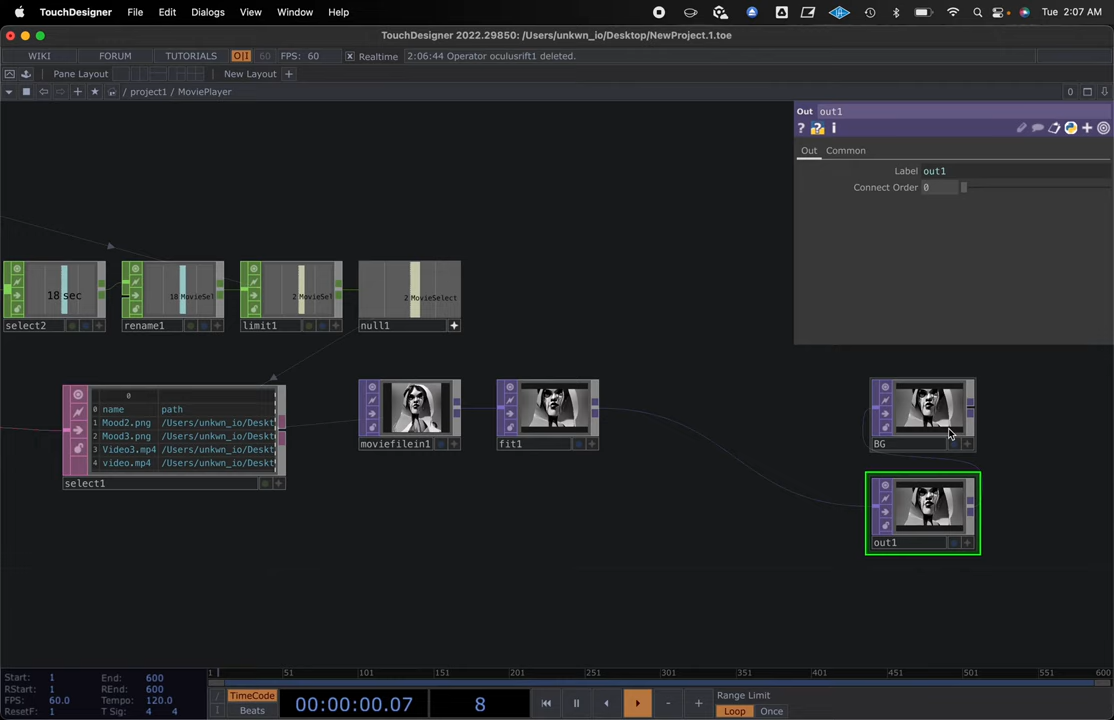 TouchDesigner File Edit Dialogs View Window Help Tue 2:07 AM
TouchDesigner 2022.29850: /Users/unkwn_io/Desktop/NewProject.1.toe
WIKI FORUM TUTORIALS O|I 60 FPS: 60 Realtime 2:06:44 Operator oculusrift1 deleted.
Pane Layout New Layout +
/ project1 / MoviePlayer 0
Out out1
? ? i
Out Common
Label out1
Connect Order 0
18 sec
select2
18 MovieSel
rename1
2 MovieSel
limit1
2 MovieSelect
null1
0
0 name path
1 Mood2.png /Users/unkwn_io/Deskt
2 Mood3.png /Users/unkwn_io/Deskt
3 Video3.mp4 /Users/unkwn_io/Deskt
4 video.mp4 /Users/unkwn_io/Deskt
select1
moviefilein1
fit1
BG
out1
1 51 101 151 201 251 301 351 401 451 501 551 600
Start: 1 End: 600
RStart: 1 REnd: 600
FPS: 60.0 Tempo: 120.0
ResetF: 1 T Sig: 4 4
TimeCode
Beats
00:00:00.07
8
- +
Range Limit
Loop Once